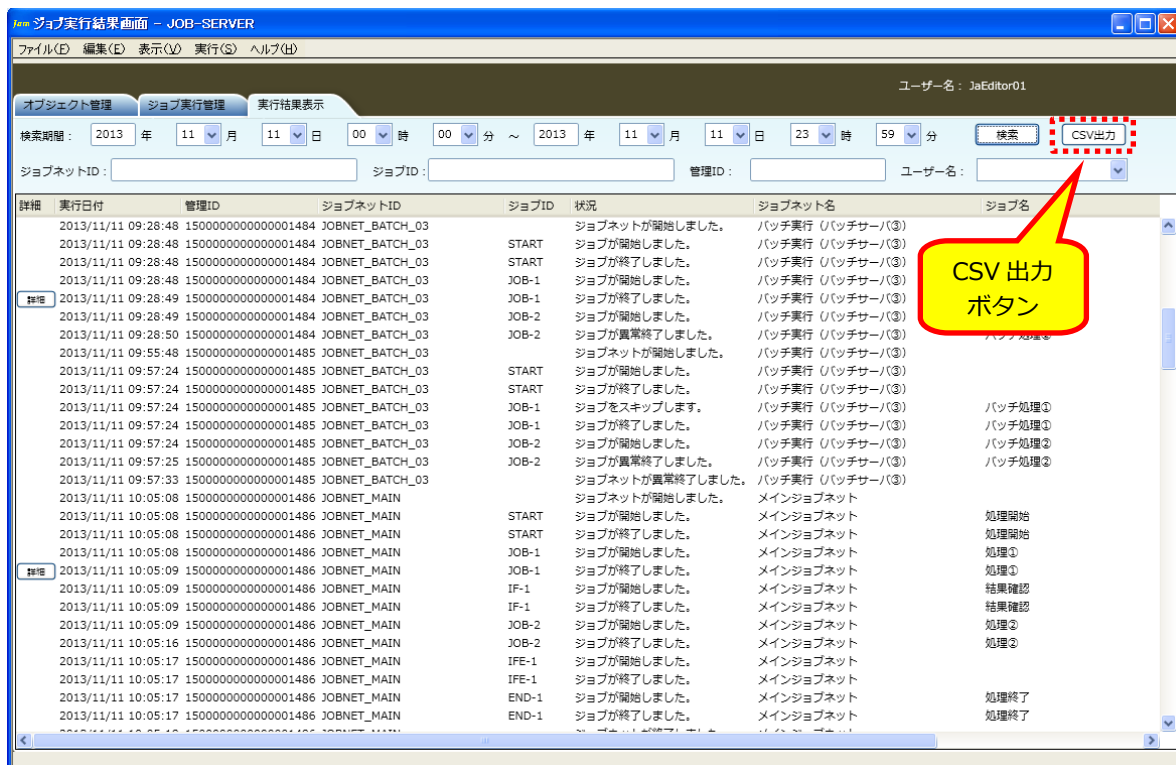 Jam ジョブ実行結果画面 - JOB-SERVER
ファイル(F) 編集(E) 表示(V) 実行(S) ヘルプ(H)
ユーザー名: JaEditor01
オブジェクト管理 ジョブ実行管理 実行結果表示
検索期間: 2013 年 11 月 11 日 00 時 00 分 ~ 2013 年 11 月 11 日 23 時 59 分 検索 CSV出力
ジョブネットID: ジョブID: 管理ID: ユーザー名:
詳細 実行日付 管理ID ジョブネットID ジョブID 状況 ジョブネット名 ジョブ名
2013/11/11 09:28:48 1500000000000001484 JOBNET_BATCH_03 ジョブネットが開始しました。 バッチ実行(バッチサーバ③)
2013/11/11 09:28:48 1500000000000001484 JOBNET_BATCH_03 START ジョブが開始しました。 バッチ実行(バッチサーバ③)
2013/11/11 09:28:48 1500000000000001484 JOBNET_BATCH_03 START ジョブが終了しました。 バッチ実行(バッチサーバ③)
2013/11/11 09:28:48 1500000000000001484 JOBNET_BATCH_03 JOB-1 ジョブが開始しました。 バッチ実行(バッチサーバ③)
詳細 2013/11/11 09:28:49 1500000000000001484 JOBNET_BATCH_03 JOB-1 ジョブが終了しました。 バッチ実行(バッチサーバ③)
2013/11/11 09:28:49 1500000000000001484 JOBNET_BATCH_03 JOB-2 ジョブが開始しました。 バッチ実行(バッチサーバ③)
2013/11/11 09:28:50 1500000000000001484 JOBNET_BATCH_03 JOB-2 ジョブが異常終了しました。 バッチ実行(バッチサーバ③)
2013/11/11 09:55:48 1500000000000001485 JOBNET_BATCH_03 ジョブネットが開始しました。 バッチ実行(バッチサーバ③)
2013/11/11 09:57:24 1500000000000001485 JOBNET_BATCH_03 START ジョブが開始しました。 バッチ実行(バッチサーバ③)
2013/11/11 09:57:24 1500000000000001485 JOBNET_BATCH_03 START ジョブが終了しました。 バッチ実行(バッチサーバ③)
2013/11/11 09:57:24 1500000000000001485 JOBNET_BATCH_03 JOB-1 ジョブをスキップします。 バッチ実行(バッチサーバ③) バッチ処理①
2013/11/11 09:57:24 1500000000000001485 JOBNET_BATCH_03 JOB-1 ジョブが終了しました。 バッチ実行(バッチサーバ③) バッチ処理①
2013/11/11 09:57:24 1500000000000001485 JOBNET_BATCH_03 JOB-2 ジョブが開始しました。 バッチ実行(バッチサーバ③) バッチ処理②
2013/11/11 09:57:25 1500000000000001485 JOBNET_BATCH_03 JOB-2 ジョブが異常終了しました。 バッチ実行(バッチサーバ③) バッチ処理②
2013/11/11 09:57:33 1500000000000001485 JOBNET_BATCH_03 ジョブネットが異常終了しました。 バッチ実行(バッチサーバ③)
2013/11/11 10:05:08 1500000000000001486 JOBNET_MAIN ジョブネットが開始しました。 メインジョブネット
2013/11/11 10:05:08 1500000000000001486 JOBNET_MAIN START ジョブが開始しました。 メインジョブネット 処理開始
2013/11/11 10:05:08 1500000000000001486 JOBNET_MAIN START ジョブが終了しました。 メインジョブネット 処理開始
2013/11/11 10:05:08 1500000000000001486 JOBNET_MAIN JOB-1 ジョブが開始しました。 メインジョブネット 処理①
詳細 2013/11/11 10:05:09 1500000000000001486 JOBNET_MAIN JOB-1 ジョブが終了しました。 メインジョブネット 処理①
2013/11/11 10:05:09 1500000000000001486 JOBNET_MAIN IF-1 ジョブが開始しました。 メインジョブネット 結果確認
2013/11/11 10:05:09 1500000000000001486 JOBNET_MAIN IF-1 ジョブが終了しました。 メインジョブネット 結果確認
2013/11/11 10:05:09 1500000000000001486 JOBNET_MAIN JOB-2 ジョブが開始しました。 メインジョブネット 処理②
2013/11/11 10:05:16 1500000000000001486 JOBNET_MAIN JOB-2 ジョブが終了しました。 メインジョブネット 処理②
2013/11/11 10:05:17 1500000000000001486 JOBNET_MAIN IFE-1 ジョブが開始しました。 メインジョブネット
2013/11/11 10:05:17 1500000000000001486 JOBNET_MAIN IFE-1 ジョブが終了しました。 メインジョブネット
2013/11/11 10:05:17 1500000000000001486 JOBNET_MAIN END-1 ジョブが開始しました。 メインジョブネット 処理終了
2013/11/11 10:05:17 1500000000000001486 JOBNET_MAIN END-1 ジョブが終了しました。 メインジョブネット 処理終了
CSV 出力
ボタン